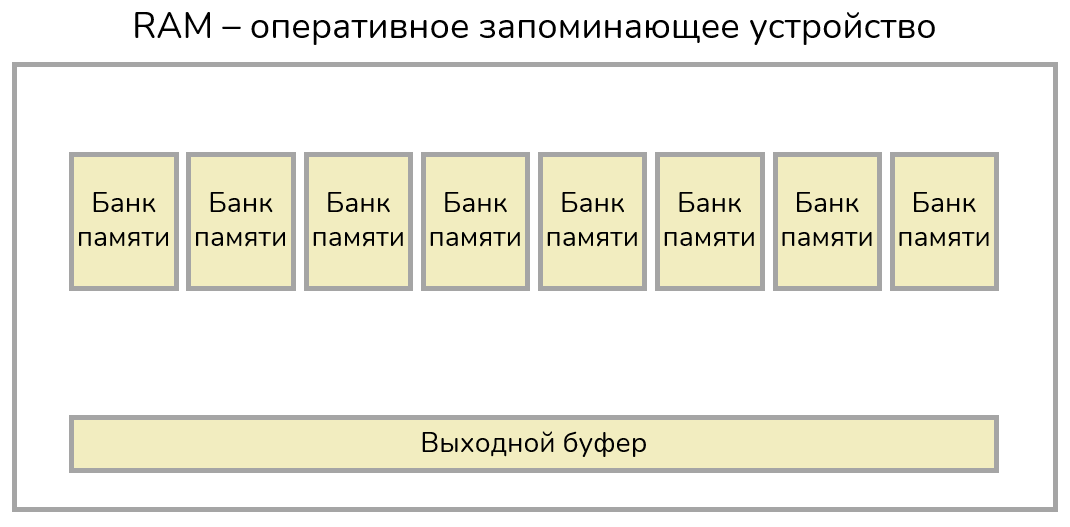 RAM – оперативное запоминающее устройство
Банк Банк Банк Банк Банк Банк Банк Банк
памяти памяти памяти памяти памяти памяти памяти памяти
Выходной буфер